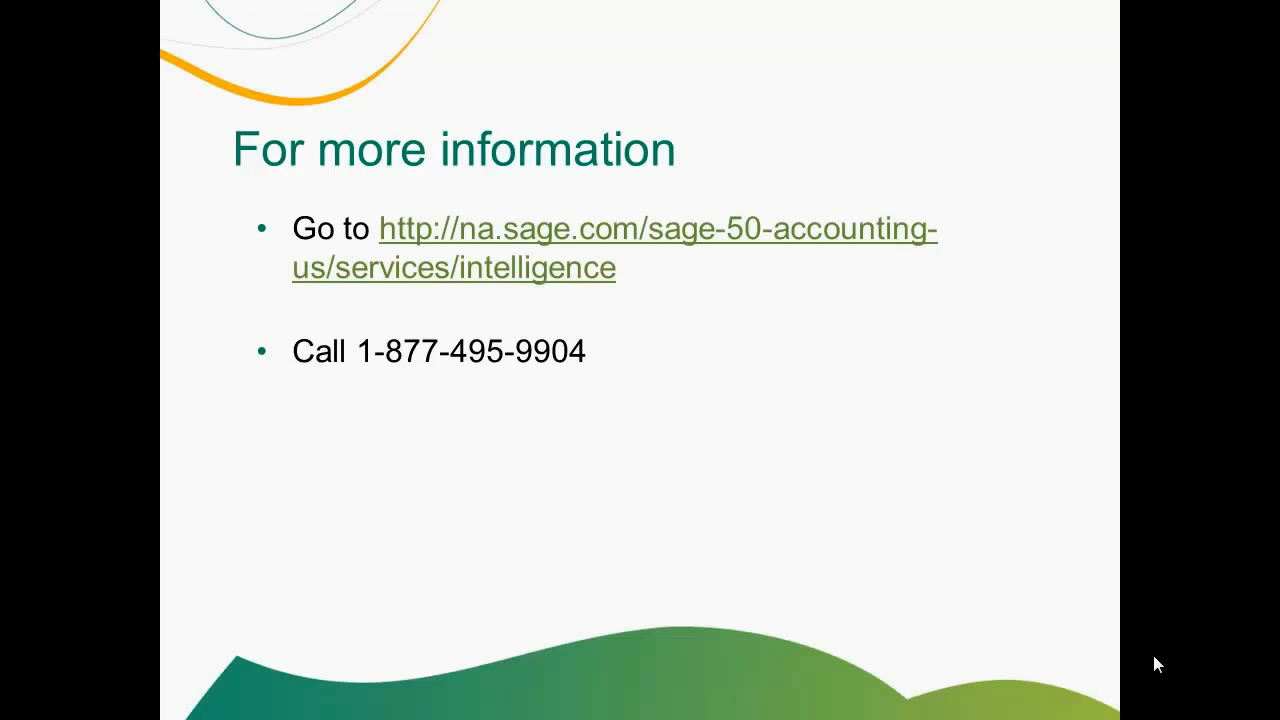 For more information
• Go to http://na.sage.com/sage-50-accounting-
us/services/intelligence
• Call 1-877-495-9904